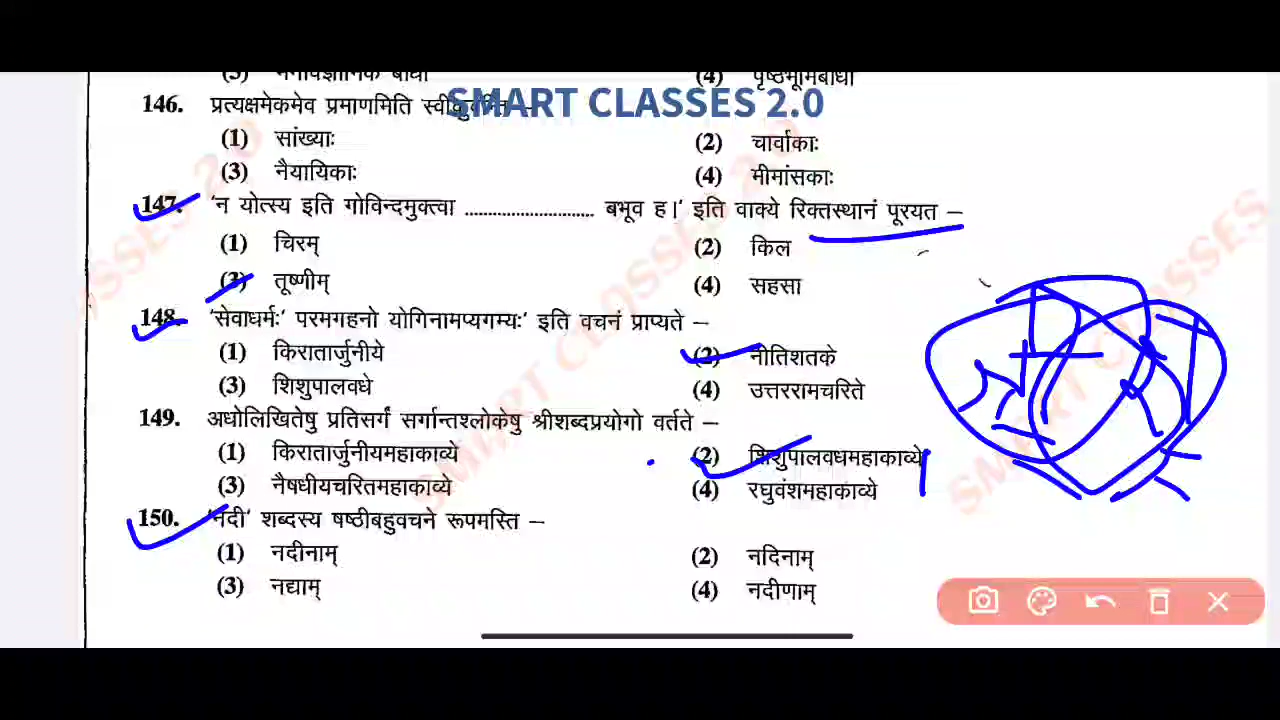 (3) मनोवैज्ञानिक बाधा (4) पृष्ठभूमिबाधा
SMART CLASSES 2.0
146. प्रत्यक्षमेकमेव प्रमाणमिति स्वीकुर्वन्ति –
(1) सांख्याः (2) चार्वाकाः
(3) नैयायिकाः (4) मीमांसकाः
147. 'न योत्स्य इति गोविन्दमुक्त्वा ............................ बभूव ह।' इति वाक्ये रिक्तस्थानं पूरयत –
(1) चिरम् (2) किल
(3) तूष्णीम् (4) सहसा
148. 'सेवाधर्मः' परमगहनो योगिनामप्यगम्यः' इति वचनं प्राप्यते –
(1) किरातार्जुनीये (2) नीतिशतके
(3) शिशुपालवधे (4) उत्तररामचरिते
149. अधोलिखितेषु प्रतिसर्गं सर्गान्तश्लोकेषु श्रीशब्दप्रयोगो वर्तते –
(1) किरातार्जुनीयमहाकाव्ये (2) शिशुपालवधमहाकाव्ये
(3) नैषधीयचरितमहाकाव्ये (4) रघुवंशमहाकाव्ये
150. 'नदी' शब्दस्य षष्ठीबहुवचने रूपमस्ति –
(1) नदीनाम् (2) नदिनाम्
(3) नद्याम् (4) नदीणाम्